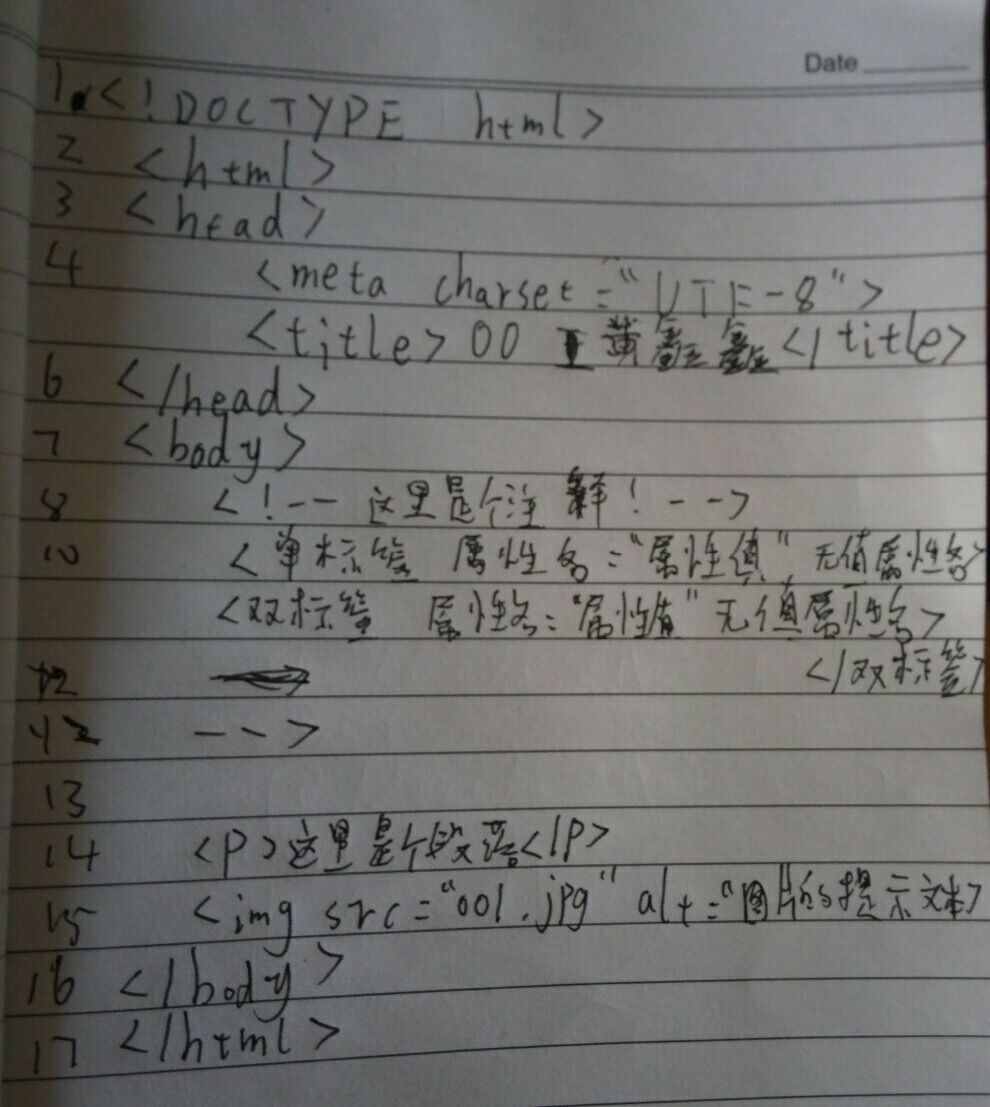 Date
1. <!DOCTYPE html>
2 <html>
3 <head>
4 <meta charset="UTF-8">
<title>00 黄鑫鑫</title>
6 </head>
7 <body>
8 <!-- 这里是个注释! -->
10 <单标签 属性名="属性值" 无值属性名>
<双标签 属性名="属性值" 无值属性名>
</双标签>
12
-->
13
14 <p>这里是个段落</p>
15 <img src="001.jpg" alt="图片的提示文本>
16 </body>
17 </html>